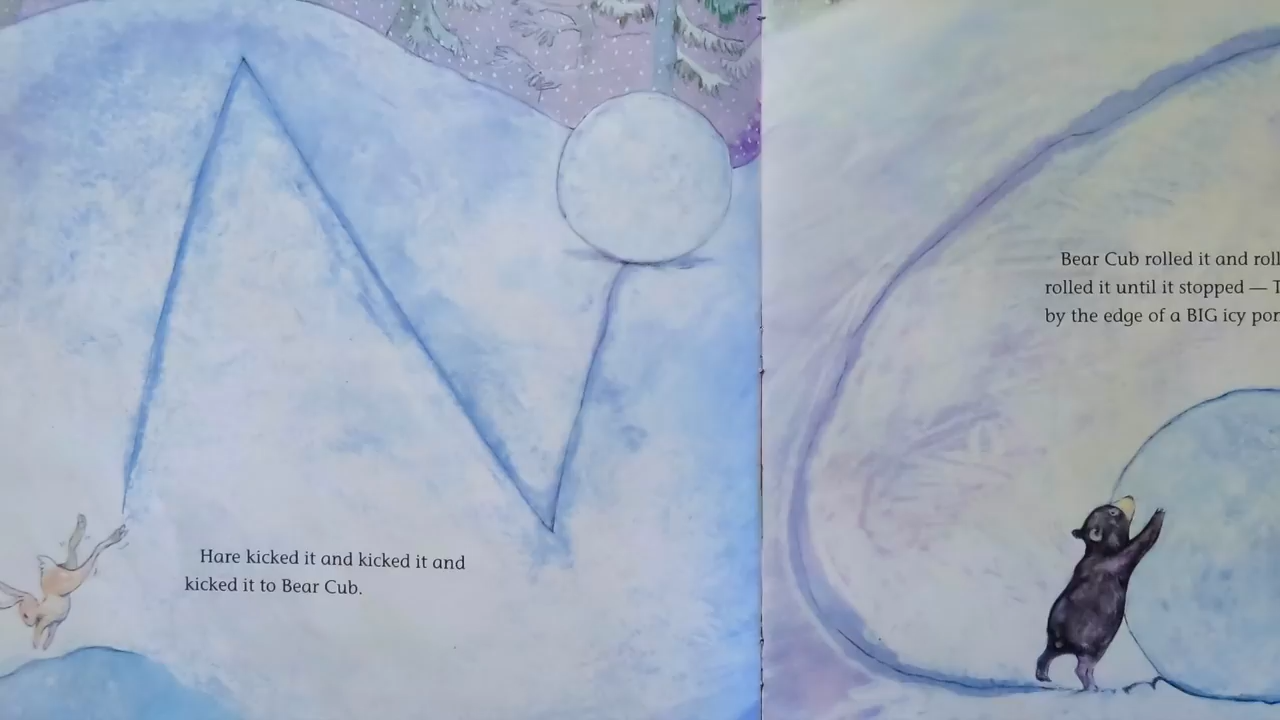 Hare kicked it and kicked it and
kicked it to Bear Cub.
Bear Cub rolled it and
rolled it until it stopped —
by the edge of a BIG icy